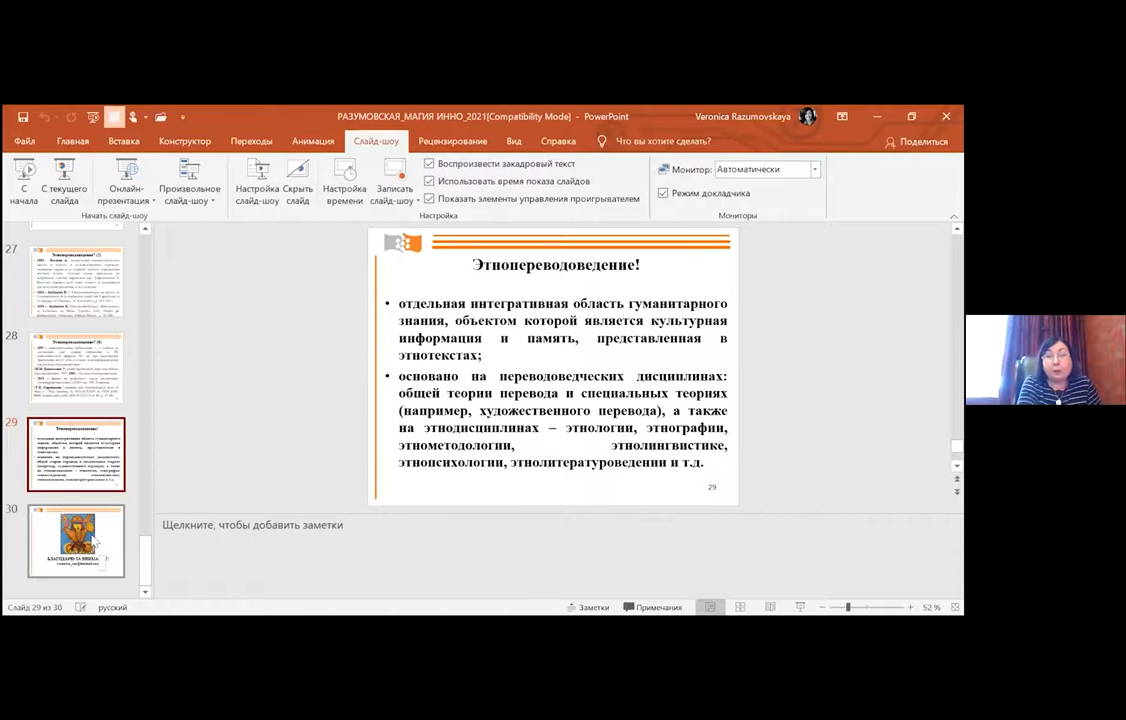 РАЗУМОВСКАЯ_МАГИЯ ИННО_2021[Compatibility Mode] - PowerPoint
Veronica Razumovskaya
Файл Главная Вставка Конструктор Переходы Анимация Слайд-шоу Рецензирование Вид Справка Что вы хотите сделать? Поделиться
С начала
С текущего слайда
Онлайн-презентация
Произвольное слайд-шоу
Начать слайд-шоу
Настройка слайд-шоу
Скрыть слайд
Настройка времени
Записать слайд-шоу
Воспроизвести закадровый текст
Использовать время показа слайдов
Показать элементы управления проигрывателем
Настройка
Монитор: Автоматически
Режим докладчика
Мониторы
27
28
29
Этнопереводоведение!
30
БЛАГОДАРЮ ЗА
Этнопереводоведение!
• отдельная интегративная область гуманитарного
знания, объектом которой является культурная
информация и память, представленная в
этнотекстах;
• основано на переводоведческих дисциплинах:
общей теории перевода и специальных теориях
(например, художественного перевода), а также
на этнодисциплинах – этнологии, этнографии,
этнометодологии, этнолингвистике,
этнопсихологии, этнолитературоведении и т.д.
29
Щелкните, чтобы добавить заметки
Слайд 29 из 30 русский Заметки Примечания 52 %